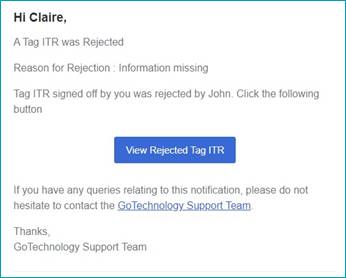 Hi Claire,
A Tag ITR was Rejected
Reason for Rejection : Information missing
Tag ITR signed off by you was rejected by John. Click the following
button
View Rejected Tag ITR
If you have any queries relating to this notification, please do not
hesitate to contact the GoTechnology Support Team.
Thanks,
GoTechnology Support Team